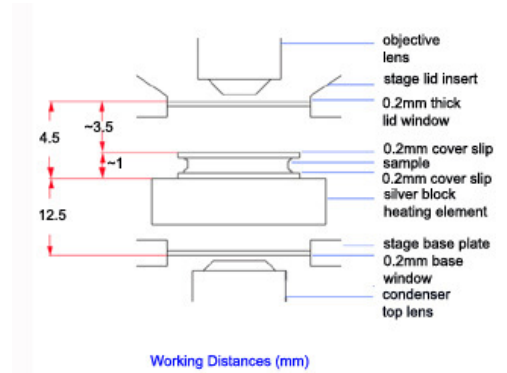 objective
lens
stage lid insert
0.2mm thick
lid window
~3.5
4.5
0.2mm cover slip
sample
~1
0.2mm cover slip
silver block
heating element
12.5
stage base plate
0.2mm base
window
condenser
top lens
Working Distances (mm)